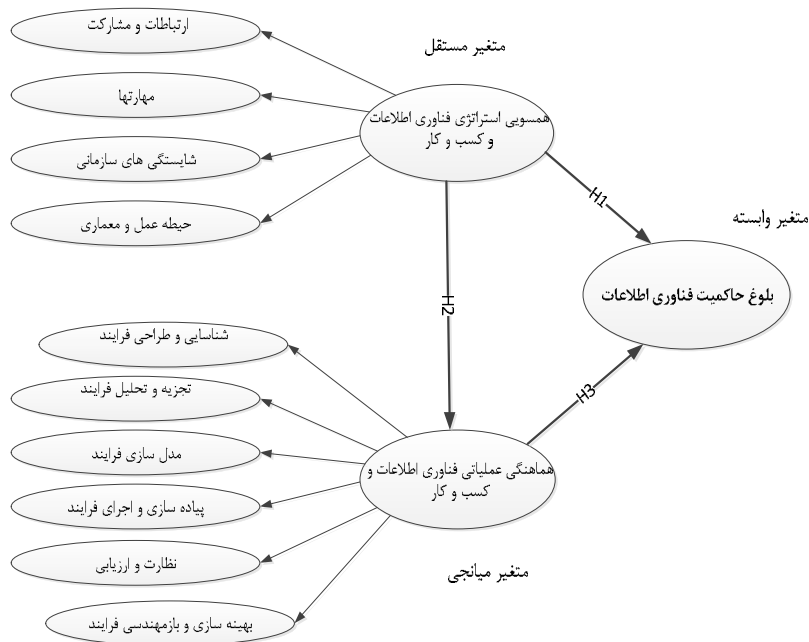 ارتباطات و مشارکت
مهارتها
شایستگی های سازمانی
حیطه عمل و معماری
متغیر مستقل
همسویی استراتژی فناوری اطلاعات
و کسب و کار
H1
متغیر وابسته
بلوغ حاکمیت فناوری اطلاعات
H2
H3
شناسایی و طراحی فرایند
تجزیه و تحلیل فرایند
مدل سازی فرایند
پیاده سازی و اجرای فرایند
نظارت و ارزیابی
بهینه سازی و بازمهندسی فرایند
هماهنگی عملیاتی فناوری اطلاعات و
کسب و کار
متغیر میانجی